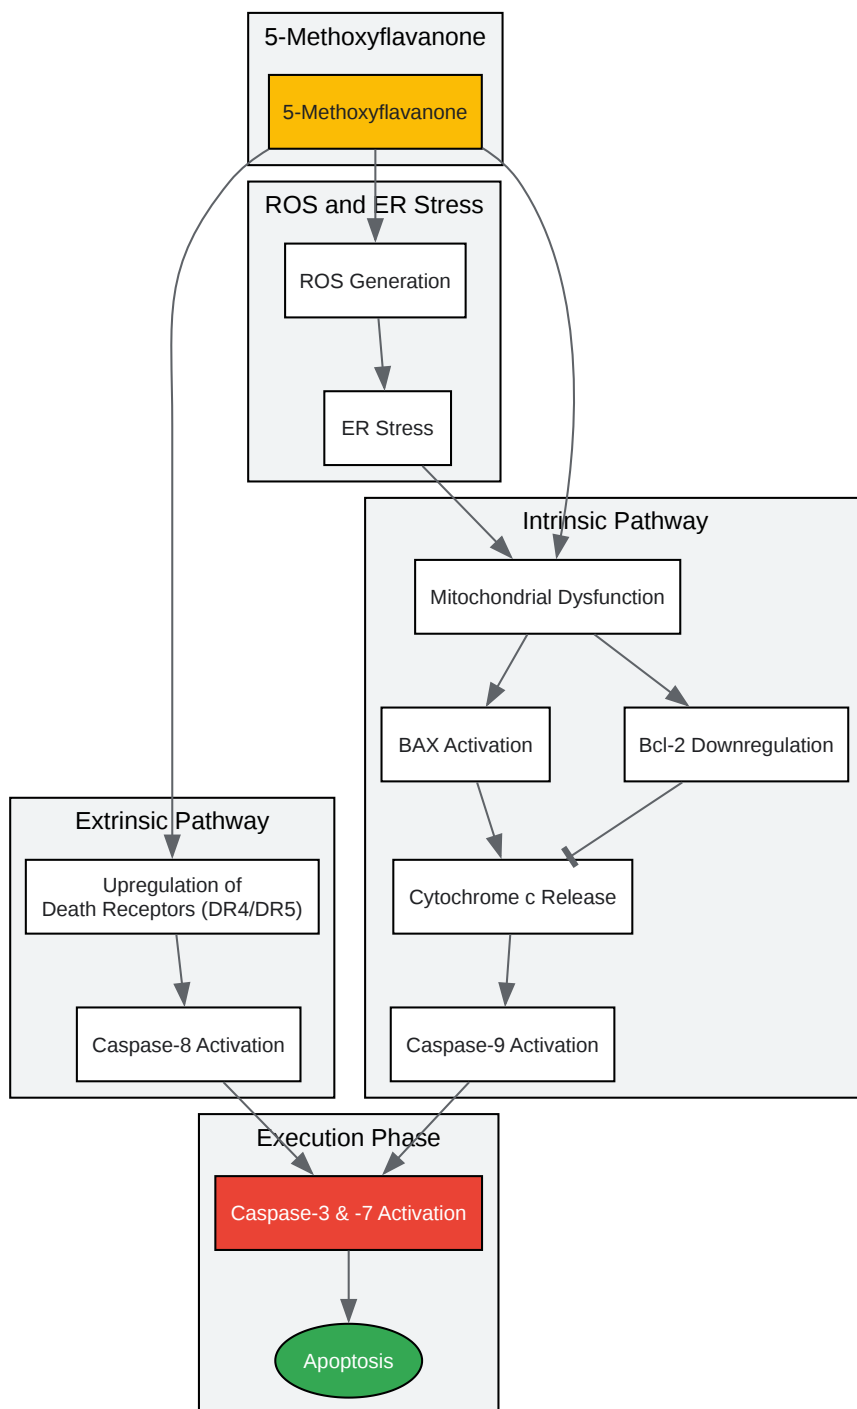 5-Methoxyflavanone
5-Methoxyflavanone
ROS and ER Stress
ROS Generation
ER Stress
Intrinsic Pathway
Mitochondrial Dysfunction
BAX Activation
Bcl-2 Downregulation
Extrinsic Pathway
Upregulation of
Death Receptors (DR4/DR5)
Cytochrome c Release
Caspase-8 Activation
Caspase-9 Activation
Execution Phase
Caspase-3 & -7 Activation
Apoptosis